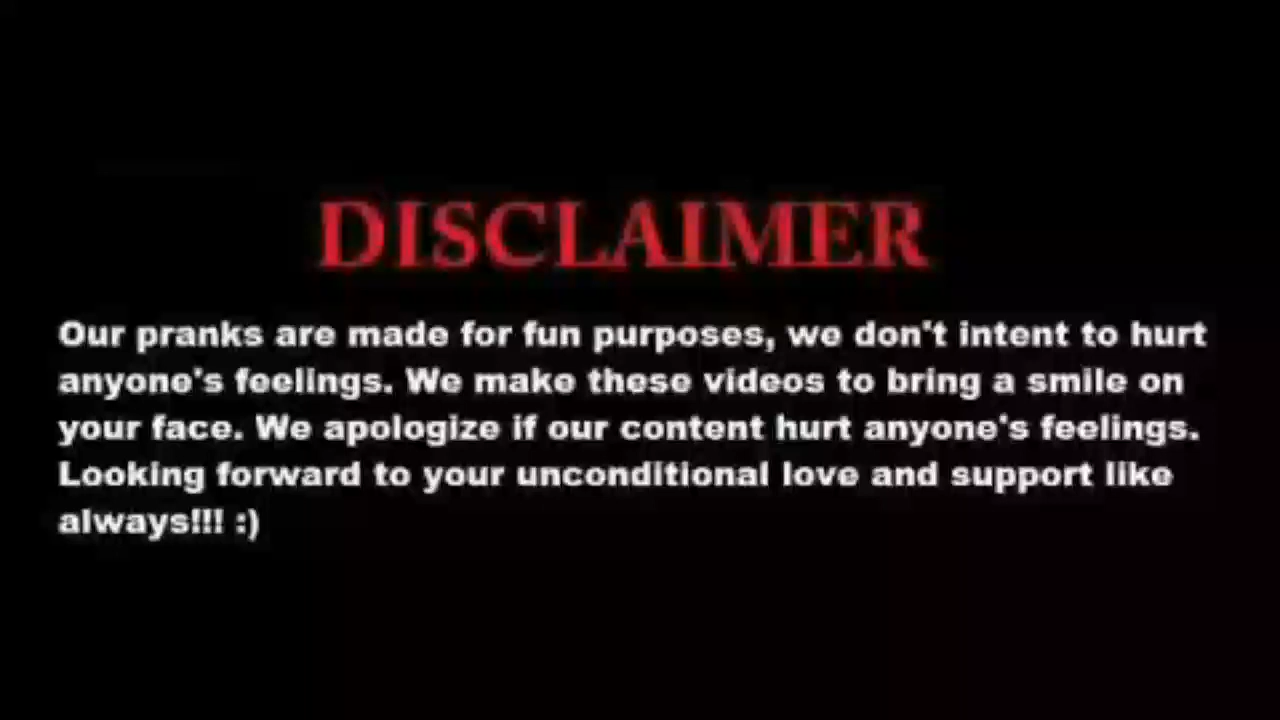 DISCLAIMER
Our pranks are made for fun purposes, we don't intent to hurt
anyone's feelings. We make these videos to bring a smile on
your face. We apologize if our content hurt anyone's feelings.
Looking forward to your unconditional love and support like
always!!! :)